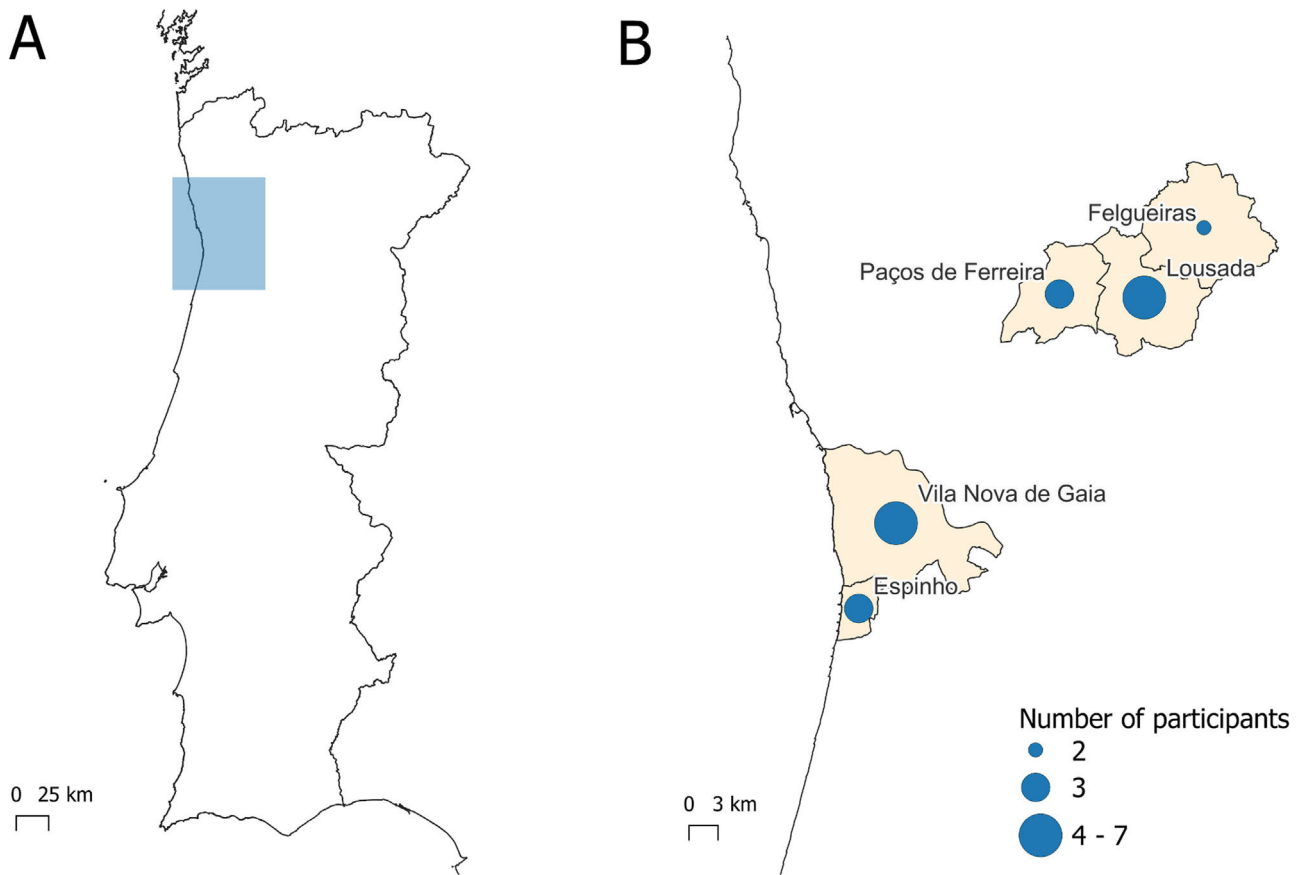 A
B
Felgueiras
Paços de Ferreira
Lousada
Vila Nova de Gaia
Espinho
Number of participants
2
3
4 - 7
0 25 km
0 3 km